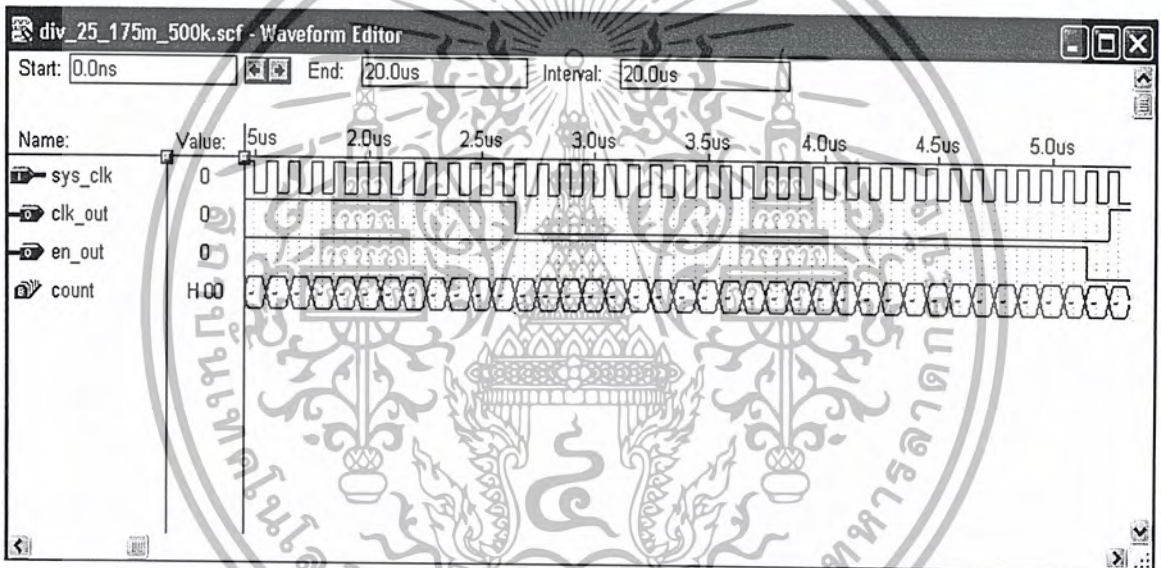 div_25_175m_500k.scf - Waveform Editor
Start: 0.0ns End: 20.0us Interval: 20.0us
Name: Value: 5us 2.0us 2.5us 3.0us 3.5us 4.0us 4.5us 5.0us
sys_clk 0
clk_out 0
en_out 0
count H 00